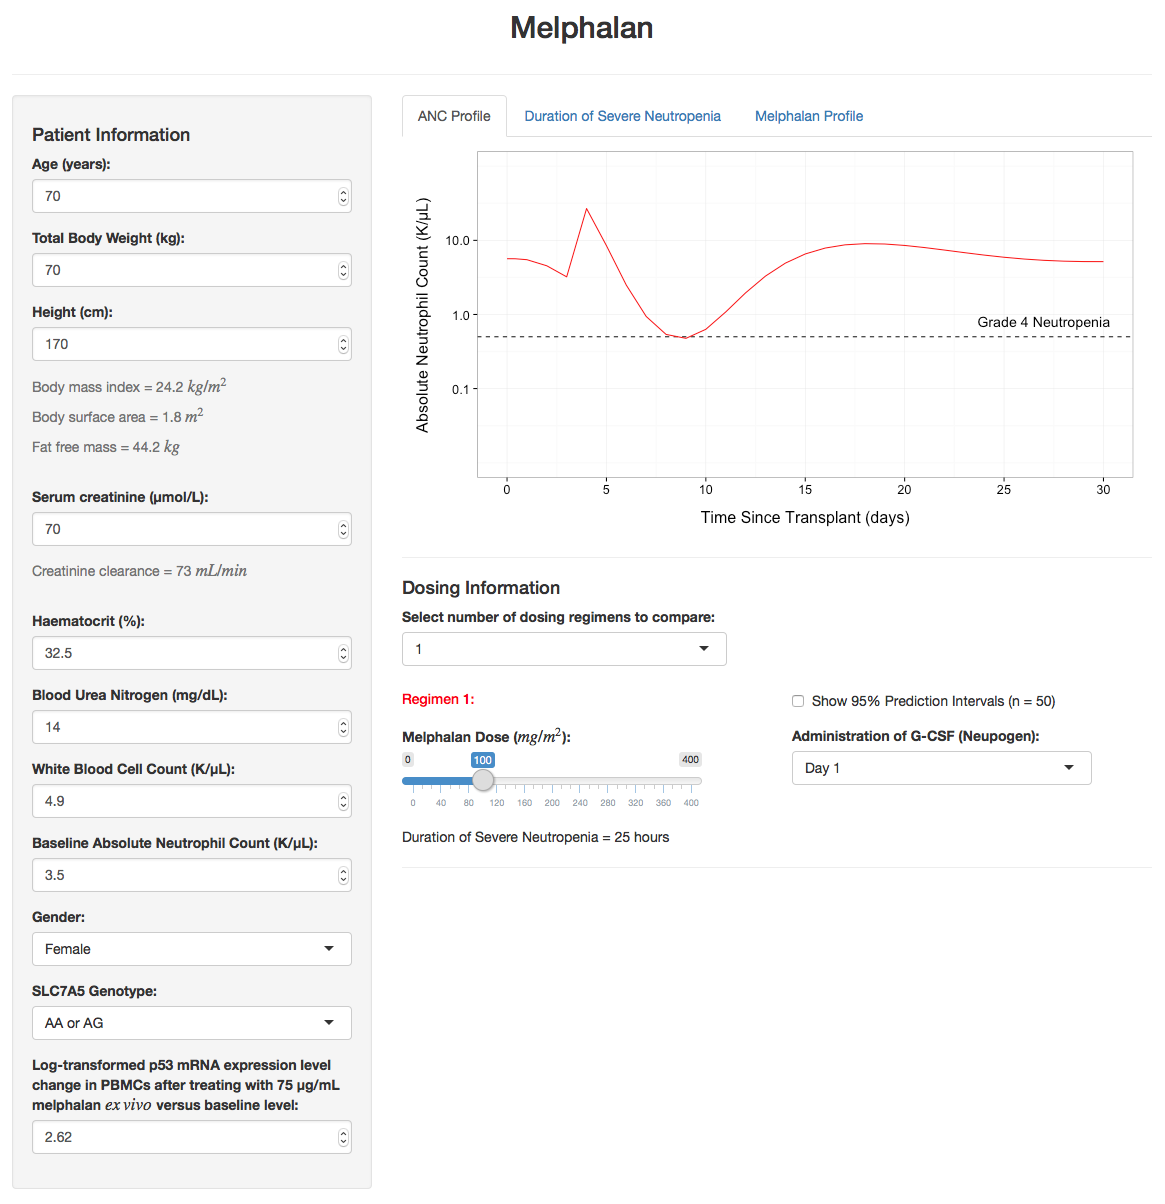 Melphalan
Patient Information
Age (years):
70
Total Body Weight (kg):
70
Height (cm):
170
Body mass index = 24.2 kg/m²
Body surface area = 1.8 m²
Fat free mass = 44.2 kg
Serum creatinine (µmol/L):
70
Creatinine clearance = 73 mL/min
Haematocrit (%):
32.5
Blood Urea Nitrogen (mg/dL):
14
White Blood Cell Count (K/µL):
4.9
Baseline Absolute Neutrophil Count (K/µL):
3.5
Gender:
Female
SLC7A5 Genotype:
AA or AG
Log-transformed p53 mRNA expression level
change in PBMCs after treating with 75 µg/mL
melphalan ex vivo versus baseline level:
2.62
ANC Profile
Duration of Severe Neutropenia
Melphalan Profile
Absolute Neutrophil Count (K/µL)
10.0
1.0
0.1
Grade 4 Neutropenia
0 5 10 15 20 25 30
Time Since Transplant (days)
Dosing Information
Select number of dosing regimens to compare:
1
Regimen 1:
Melphalan Dose (mg/m²):
0 100 400
0 40 80 120 160 200 240 280 320 360 400
Duration of Severe Neutropenia = 25 hours
Show 95% Prediction Intervals (n = 50)
Administration of G-CSF (Neupogen):
Day 1